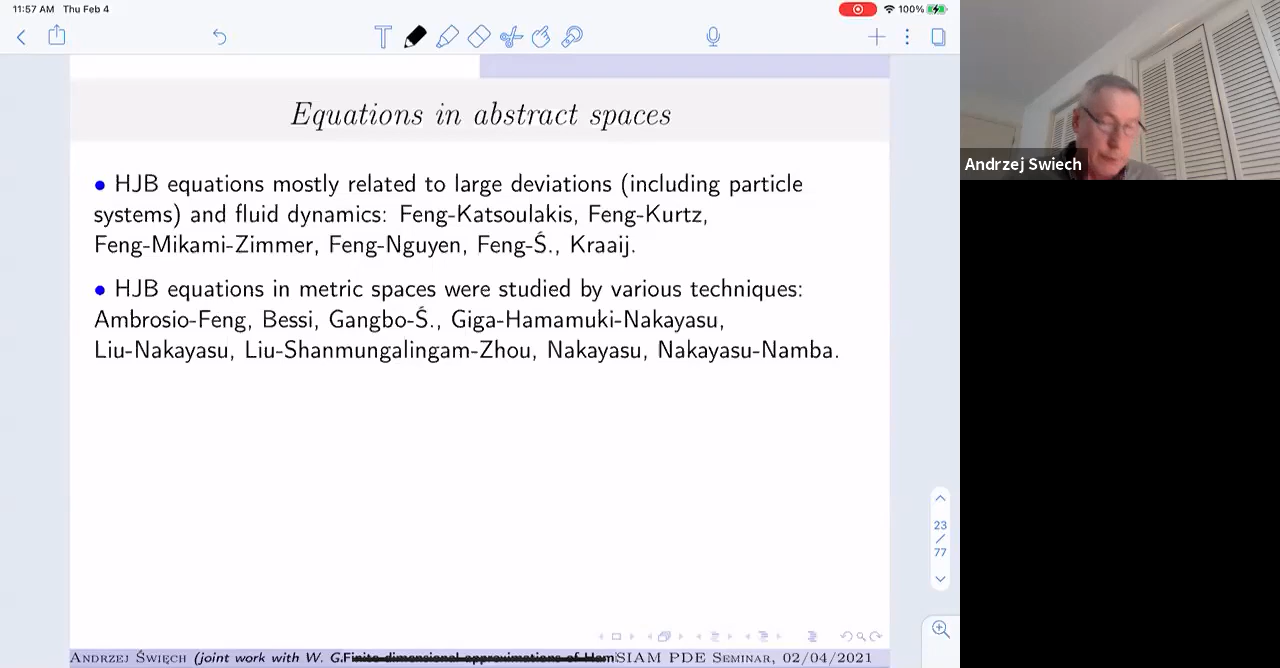 11:57 AM Thu Feb 4
100%
Equations in abstract spaces
• HJB equations mostly related to large deviations (including particle
systems) and fluid dynamics: Feng-Katsoulakis, Feng-Kurtz,
Feng-Mikami-Zimmer, Feng-Nguyen, Feng-Ś., Kraaij.
• HJB equations in metric spaces were studied by various techniques:
Ambrosio-Feng, Bessi, Gangbo-Ś., Giga-Hamamuki-Nakayasu,
Liu-Nakayasu, Liu-Shanmungalingam-Zhou, Nakayasu, Nakayasu-Namba.
23
/
77
Andrzej Święch (joint work with W. G.Finite-dimensional approximations of Ham SIAM PDE Seminar, 02/04/2021
Andrzej Swiech